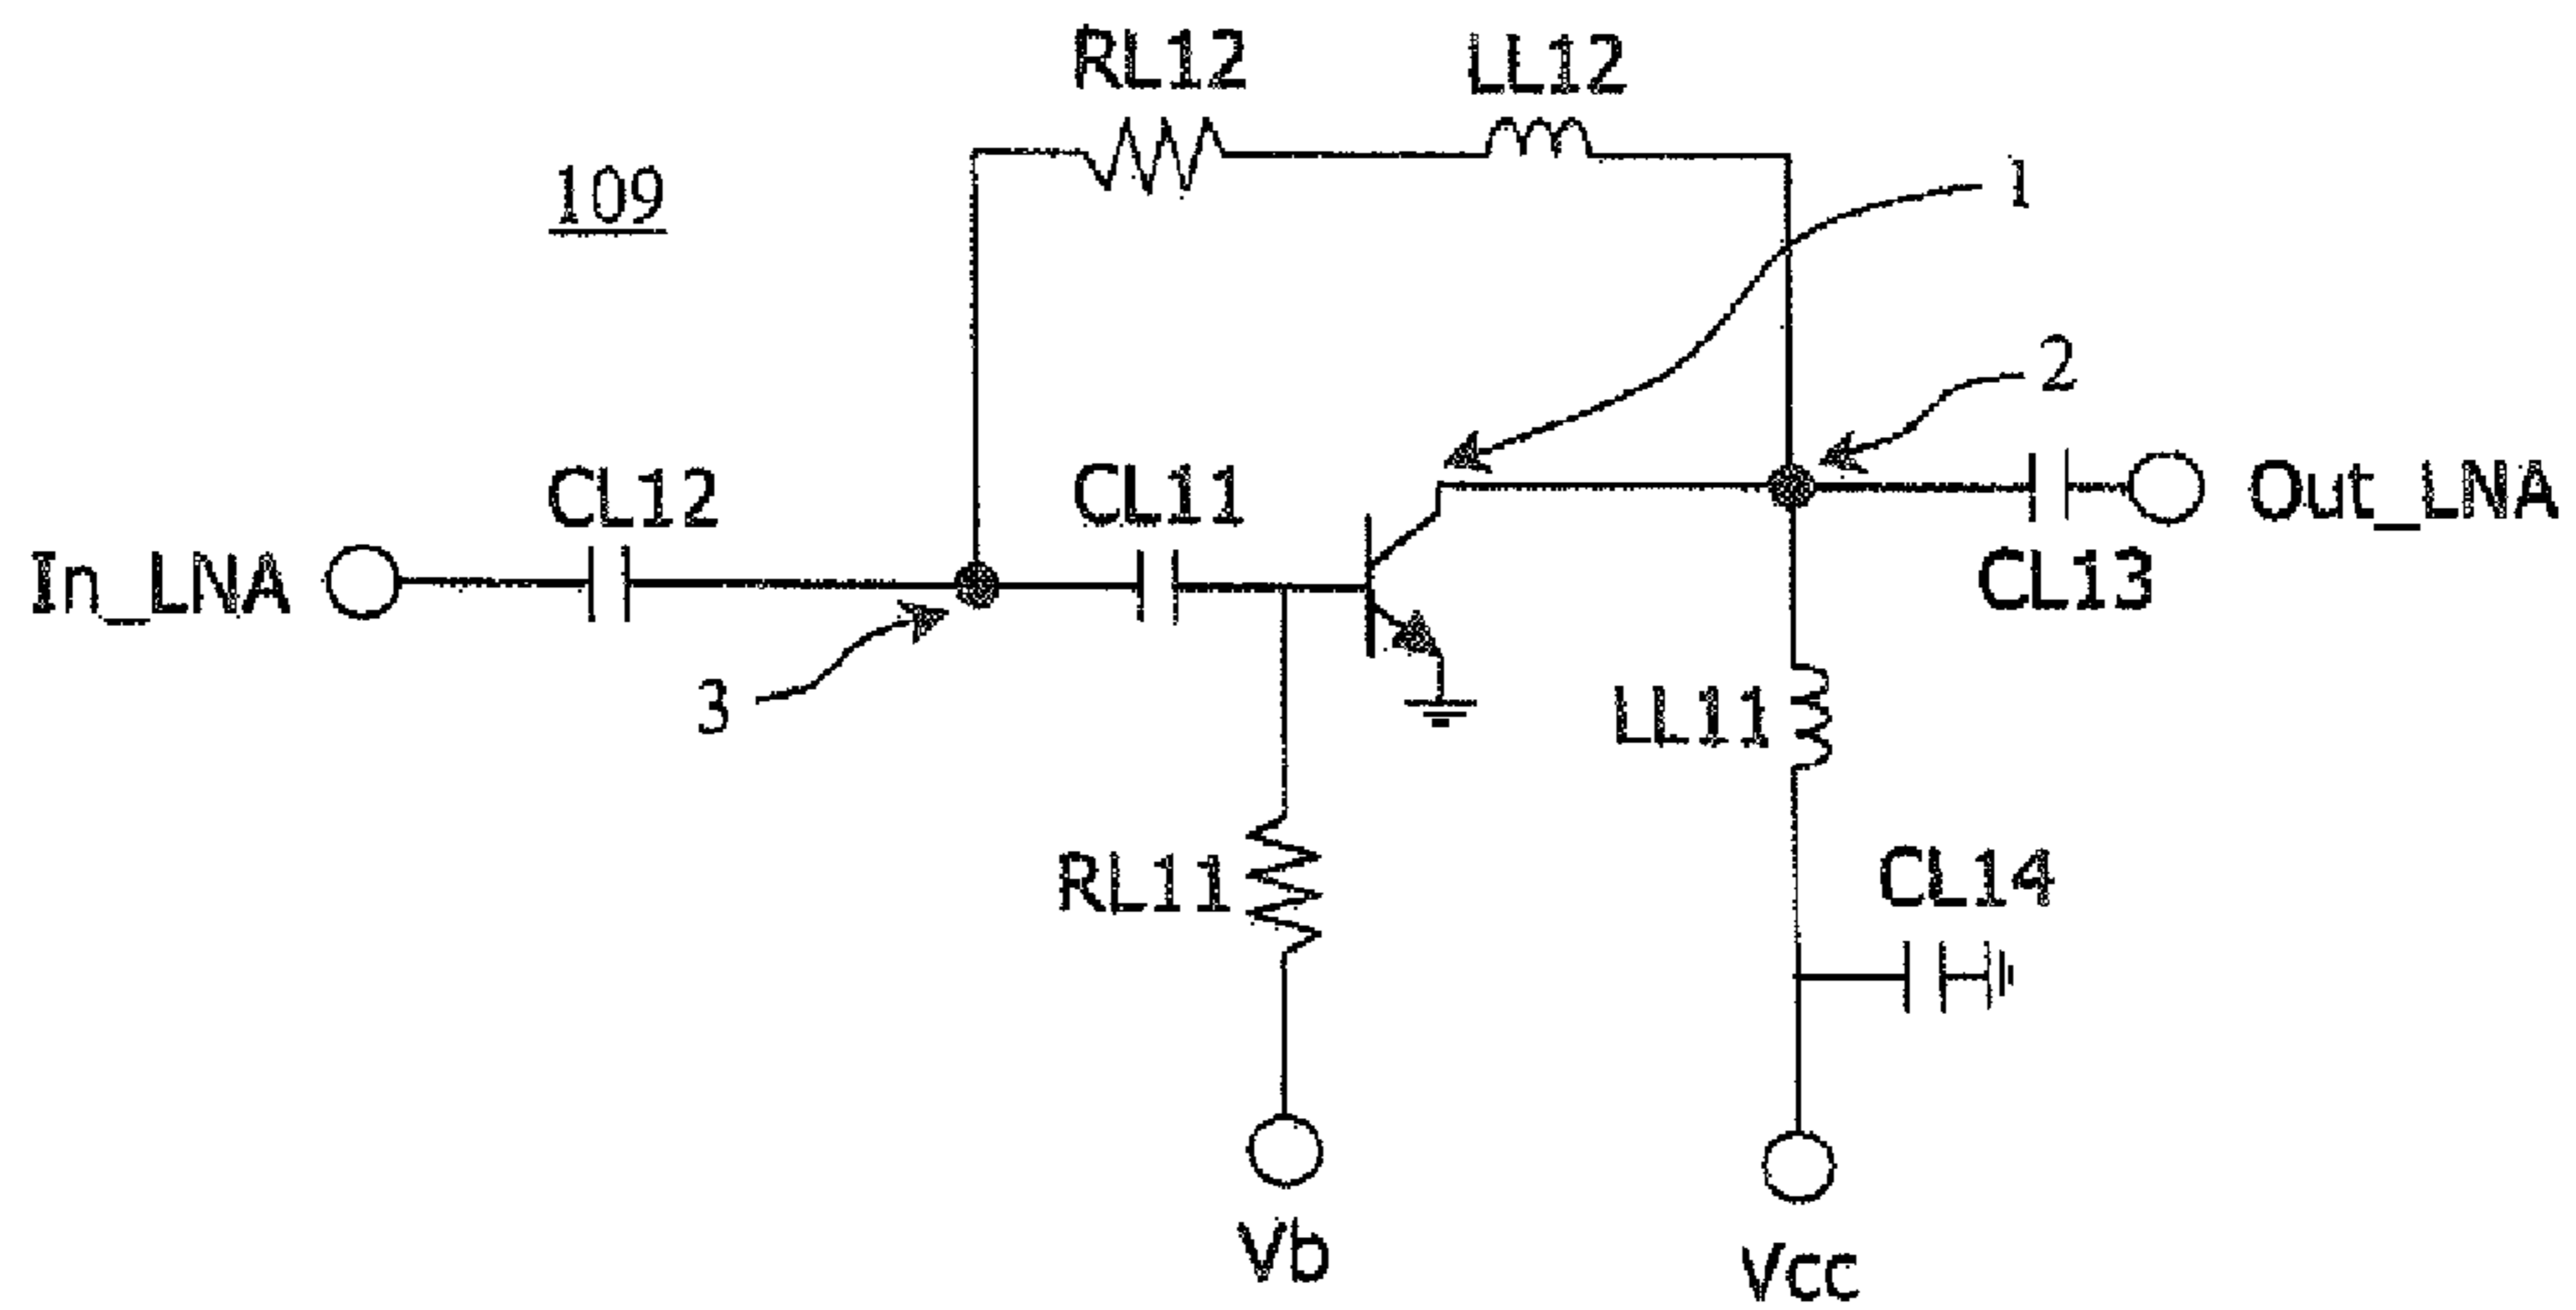 RL12
LL12
109
1
2
CL12
CL11
In_LNA
Out_LNA
CL13
3
LL11
RL11
CL14
Vb
Vcc